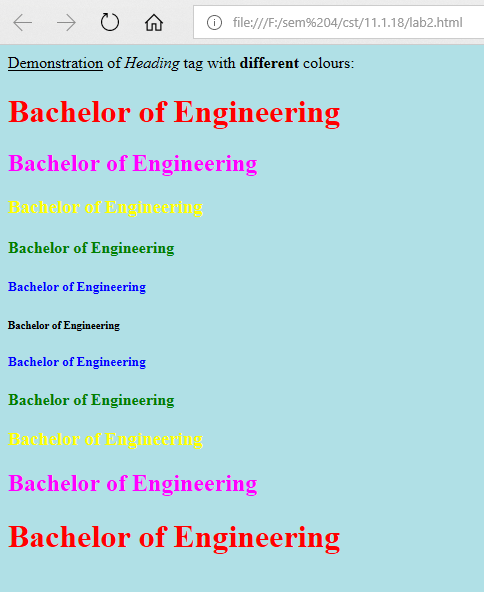 file:///F:/sem%204/cst/11.1.18/lab2.html
Demonstration of Heading tag with different colours:
Bachelor of Engineering
Bachelor of Engineering
Bachelor of Engineering
Bachelor of Engineering
Bachelor of Engineering
Bachelor of Engineering
Bachelor of Engineering
Bachelor of Engineering
Bachelor of Engineering
Bachelor of Engineering
Bachelor of Engineering